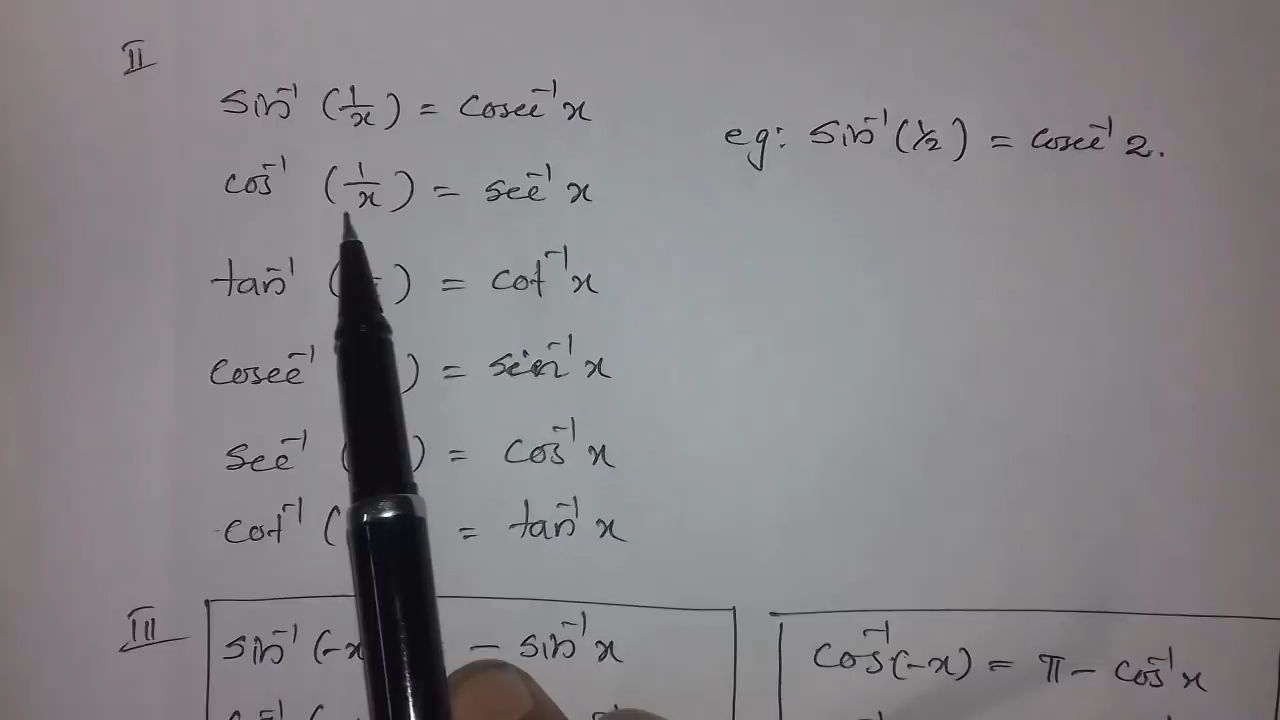 II
sin⁻¹ (1/x) = cosec⁻¹ x
eg: sin⁻¹ (1/2) = cosec⁻¹ 2.
cos⁻¹ (1/x) = sec⁻¹ x
tan⁻¹ ( ) = cot⁻¹ x
cosec⁻¹ ) = sin⁻¹ x
sec⁻¹ ( ) = cos⁻¹ x
cot⁻¹ ( = tan⁻¹ x
III
sin⁻¹ (-x - sin⁻¹ x
cos⁻¹ (-x) = π - cos⁻¹ x